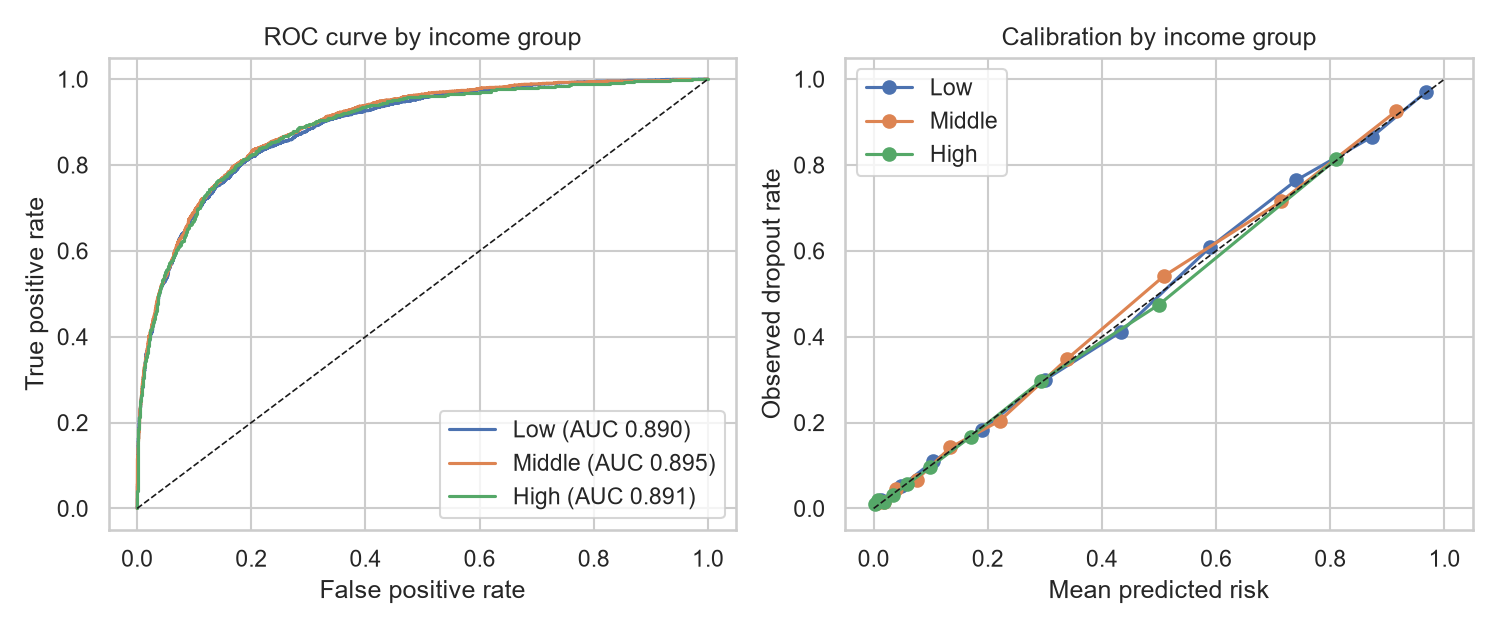 ROC curve by income group
True positive rate
1.0
0.8
0.6
0.4
0.2
0.0
Low (AUC 0.890)
Middle (AUC 0.895)
High (AUC 0.891)
0.0 0.2 0.4 0.6 0.8 1.0
False positive rate
Calibration by income group
Observed dropout rate
1.0
0.8
0.6
0.4
0.2
0.0
Low
Middle
High
0.0 0.2 0.4 0.6 0.8 1.0
Mean predicted risk